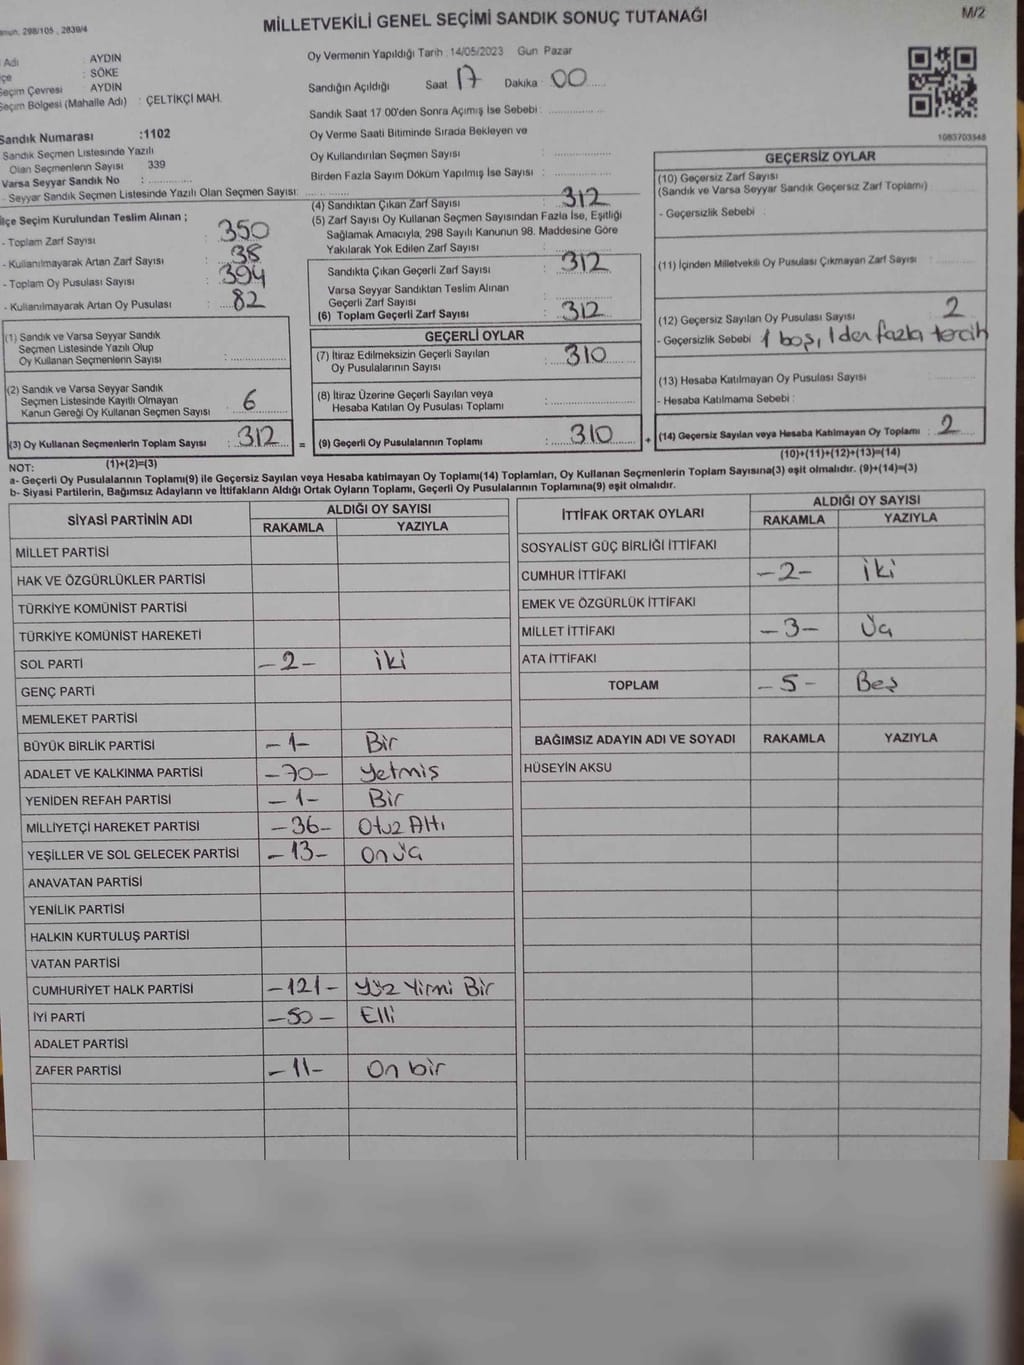 MİLLETVEKİLİ GENEL SEÇİMİ SANDIK SONUÇ TUTANAĞI
M/2
298/105 , 2839/4
Adı : AYDIN
: SÖKE
Seçim Çevresi AYDIN
Seçim Bölgesi (Mahalle Adı) : ÇELTİKÇİ MAH.
Sandık Numarası :1102
Sandık Seçmen Listesinde Yazılı
Olan Seçmenlerin Sayısı 339
Varsa Seyyar Sandık No :
- Seyyar Sandık Seçmen Listesinde Yazılı Olan Seçmen Sayısı:
İlçe Seçim Kurulundan Teslim Alınan ;
- Toplam Zarf Sayısı : 350
- Kullanılmayarak Artan Zarf Sayısı : 38
- Toplam Oy Pusulası Sayısı : 394
- Kullanılmayarak Artan Oy Pusulası : 82
(1) Sandık ve Varsa Seyyar Sandık
Seçmen Listesinde Yazılı Olup
Oy Kullanan Seçmenlerin Sayısı :
(2) Sandık ve Varsa Seyyar Sandık
Seçmen Listesinde Kayıtlı Olmayan
Kanun Gereği Oy Kullanan Seçmen Sayısı : 6
(3) Oy Kullanan Seçmenlerin Toplam Sayısı : 312
(1)+(2)=(3)
Oy Vermenin Yapıldığı Tarih : 14/05/2023 Gün Pazar
Sandığın Açıldığı Saat 17 Dakika : 00
Sandık Saat 17:00'den Sonra Açımış İse Sebebi :
Oy Verme Saati Bitiminde Sırada Bekleyen ve
Oy Kullandırılan Seçmen Sayısı :
Birden Fazla Sayım Döküm Yapılmış İse Sayısı :
(4) Sandıktan Çıkan Zarf Sayısı : 312
(5) Zarf Sayısı Oy Kullanan Seçmen Sayısından Fazla İse, Eşitliği
Sağlamak Amacıyla, 298 Sayılı Kanunun 98. Maddesine Göre
Yakılarak Yok Edilen Zarf Sayısı :
Sandıkta Çıkan Geçerli Zarf Sayısı : 312
Varsa Seyyar Sandıktan Teslim Alınan
Geçerli Zarf Sayısı :
(6) Toplam Geçerli Zarf Sayısı : 312
GEÇERLİ OYLAR
(7) İtiraz Edilmeksizin Geçerli Sayılan
Oy Pusulalarının Sayısı : 310
(8) İtiraz Üzerine Geçerli Sayılan veya
Hesaba Katılan Oy Pusulası Toplamı :
= (9) Geçerli Oy Pusulalarının Toplamı : 310 +
1083703348
GEÇERSİZ OYLAR
(10) Geçersiz Zarf Sayısı
(Sandık ve Varsa Seyyar Sandık Geçersiz Zarf Toplamı)
- Geçersizlik Sebebi :
(11) İçinden Milletvekili Oy Pusulası Çıkmayan Zarf Sayısı :
(12) Geçersiz Sayılan Oy Pusulası Sayısı : 2
- Geçersizlik Sebebi 1 boş, 1 den fazla tercih
(13) Hesaba Katılmayan Oy Pusulası Sayısı
- Hesaba Katılmama Sebebi :
(14) Geçersiz Sayılan veya Hesaba Katılmayan Oy Toplamı : 2
(10)+(11)+(12)+(13)=(14)
NOT:
a- Geçerli Oy Pusulalarının Toplamı(9) ile Geçersiz Sayılan veya Hesaba katılmayan Oy Toplamı(14) Toplamları, Oy Kullanan Seçmenlerin Toplam Sayısına(3) eşit olmalıdır. (9)+(14)=(3)
b- Siyasi Partilerin, Bağımsız Adayların ve İttifakların Aldığı Ortak Oyların Toplamı, Geçerli Oy Pusulalarının Toplamına(9) eşit olmalıdır.
SİYASİ PARTİNİN ADI ALDIĞI OY SAYISI
RAKAMLA YAZIYLA
MİLLET PARTİSİ
HAK VE ÖZGÜRLÜKLER PARTİSİ
TÜRKİYE KOMÜNİST PARTİSİ
TÜRKİYE KOMÜNİST HAREKETİ
SOL PARTİ -2- iki
GENÇ PARTİ
MEMLEKET PARTİSİ
BÜYÜK BİRLİK PARTİSİ -1- Bir
ADALET VE KALKINMA PARTİSİ -70- Yetmiş
YENİDEN REFAH PARTİSİ -1- Bir
MİLLİYETÇİ HAREKET PARTİSİ -36- Otuz Altı
YEŞİLLER VE SOL GELECEK PARTİSİ -13- On üç
ANAVATAN PARTİSİ
YENİLİK PARTİSİ
HALKIN KURTULUŞ PARTİSİ
VATAN PARTİSİ
CUMHURİYET HALK PARTİSİ -121- Yüz Yirmi Bir
İYİ PARTİ -50- Elli
ADALET PARTİSİ
ZAFER PARTİSİ -11- On bir
İTTİFAK ORTAK OYLARI ALDIĞI OY SAYISI
RAKAMLA YAZIYLA
SOSYALİST GÜÇ BİRLİĞİ İTTİFAKI
CUMHUR İTTİFAKI -2- iki
EMEK VE ÖZGÜRLÜK İTTİFAKI
MİLLET İTTİFAKI -3- Üç
ATA İTTİFAKI
TOPLAM -5- Beş
BAĞIMSIZ ADAYIN ADI VE SOYADI RAKAMLA YAZIYLA
HÜSEYİN AKSU